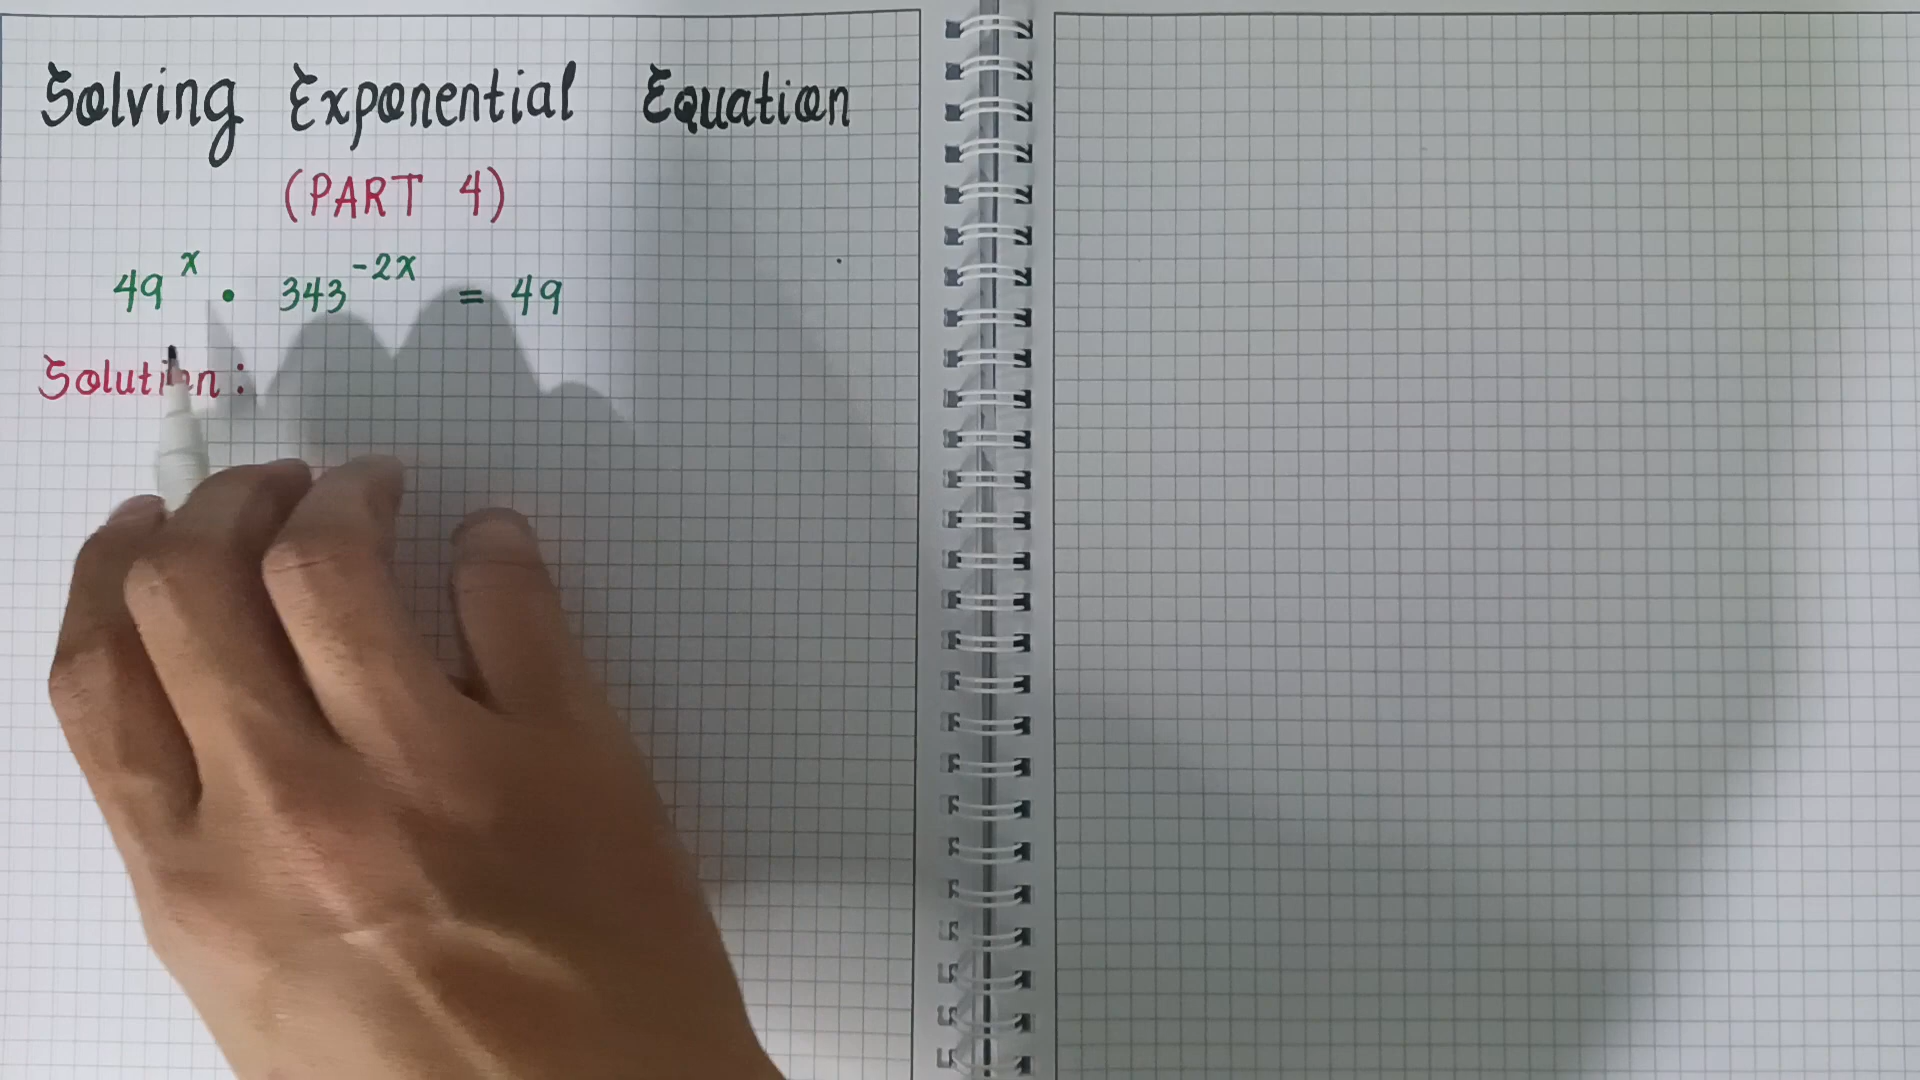 Solving Exponential Equation
(PART 4)
49^x • 343^-2x = 49
Solution: